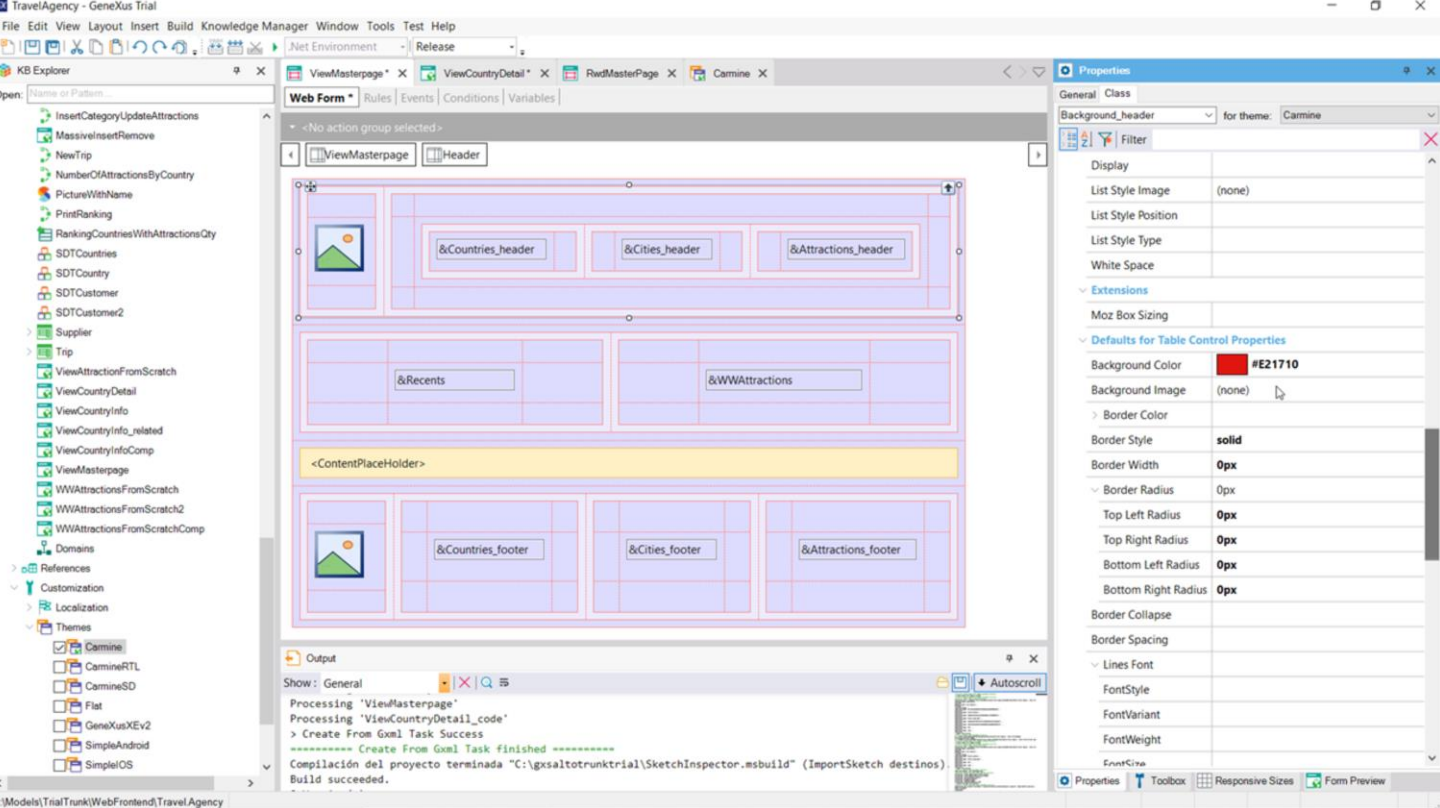 TravelAgency - GeneXus Trial
File Edit View Layout Insert Build Knowledge Manager Window Tools Test Help
.Net Environment Release
KB Explorer
Open: Name or Pattern...
InsertCategoryUpdateAttractions
MassiveInsertRemove
NewTrip
NumberOfAttractionsByCountry
PictureWithName
PrintRanking
RankingCountriesWithAttractionsQty
SDTCountries
SDTCountry
SDTCustomer
SDTCustomer2
Supplier
Trip
ViewAttractionFromScratch
ViewCountryDetail
ViewCountryInfo
ViewCountryInfo_related
ViewCountryInfoComp
ViewMasterpage
WWAttractionsFromScratch
WWAttractionsFromScratch2
WWAttractionsFromScratchComp
Domains
References
Customization
Localization
Themes
Carmine
CarmineRTL
CarmineSD
Flat
GeneXusXEv2
SimpleAndroid
SimpleIOS
ViewMasterpage * ViewCountryDetail * RwdMasterPage Carmine
Web Form * Rules Events Conditions Variables
<No action group selected>
ViewMasterpage Header
&Countries_header &Cities_header &Attractions_header
&Recents &WWAttractions
<ContentPlaceHolder>
&Countries_footer &Cities_footer &Attractions_footer
Output
Show: General Autoscroll
Processing 'ViewMasterpage'
Processing 'ViewCountryDetail_code'
> Create From Gxml Task Success
========== Create From Gxml Task finished ==========
Compilación del proyecto terminada "C:\gxsaltotrunktrial\SketchInspector.msbuild" (ImportSketch destinos).
Build succeeded.
Properties
General Class
Background_header for theme: Carmine
Filter
Display
List Style Image (none)
List Style Position
List Style Type
White Space
Extensions
Moz Box Sizing
Defaults for Table Control Properties
Background Color #E21710
Background Image (none)
Border Color
Border Style solid
Border Width 0px
Border Radius 0px
Top Left Radius 0px
Top Right Radius 0px
Bottom Left Radius 0px
Bottom Right Radius 0px
Border Collapse
Border Spacing
Lines Font
FontStyle
FontVariant
FontWeight
FontSize
Properties Toolbox Responsive Sizes Form Preview
:\Models\TrialTrunk\WebFrontend\Travel.Agency